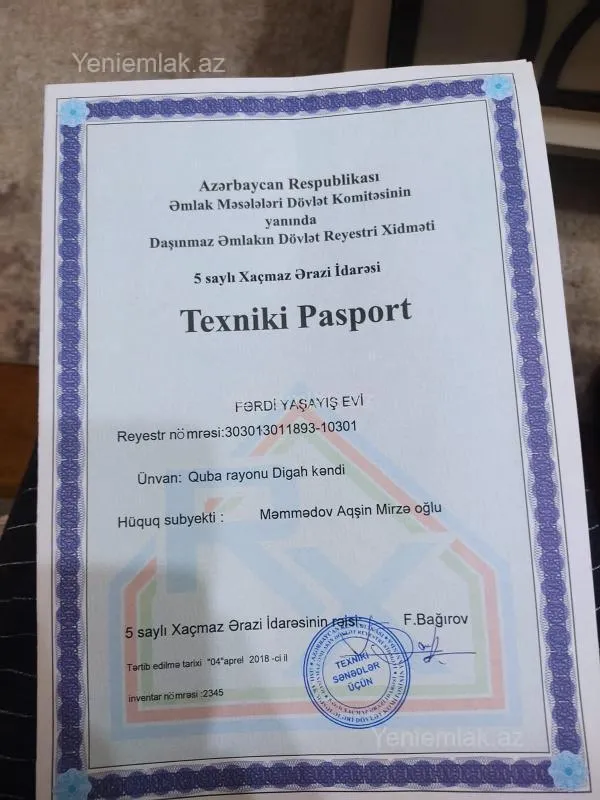 Yeniemlak.az
Azərbaycan Respublikası
Əmlak Məsələləri Dövlət Komitəsinin
yanında
Daşınmaz Əmlakın Dövlət Reyestri Xidməti
5 saylı Xaçmaz Ərazi İdarəsi
Texniki Pasport
FƏRDİ YAŞAYIŞ EVİ
Reyestr nömrəsi:303013011893-10301
Ünvan: Quba rayonu Digah kəndi
Hüquq subyekti : Məmmədov Aqşin Mirzə oğlu
5 saylı Xaçmaz Ərazi İdarəsinin rəisi: F.Bağırov
Tərtib edilmə tarixi "04"aprel 2018 -ci il
TEXNİKİ
SƏNƏDLƏR
ÜÇÜN
inventar nömrəsi :2345
Yeniemlak.az